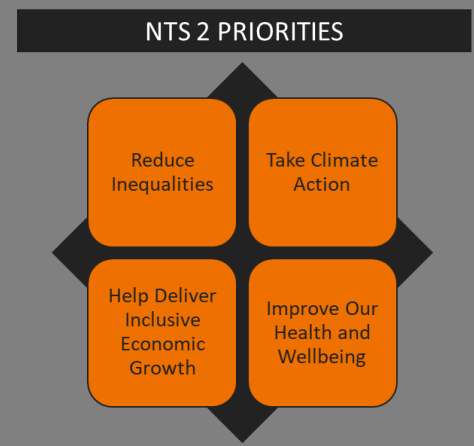 NTS 2 PRIORITIES
Reduce
Inequalities
Take Climate
Action
Help Deliver
Inclusive
Economic
Growth
Improve Our
Health and
Wellbeing